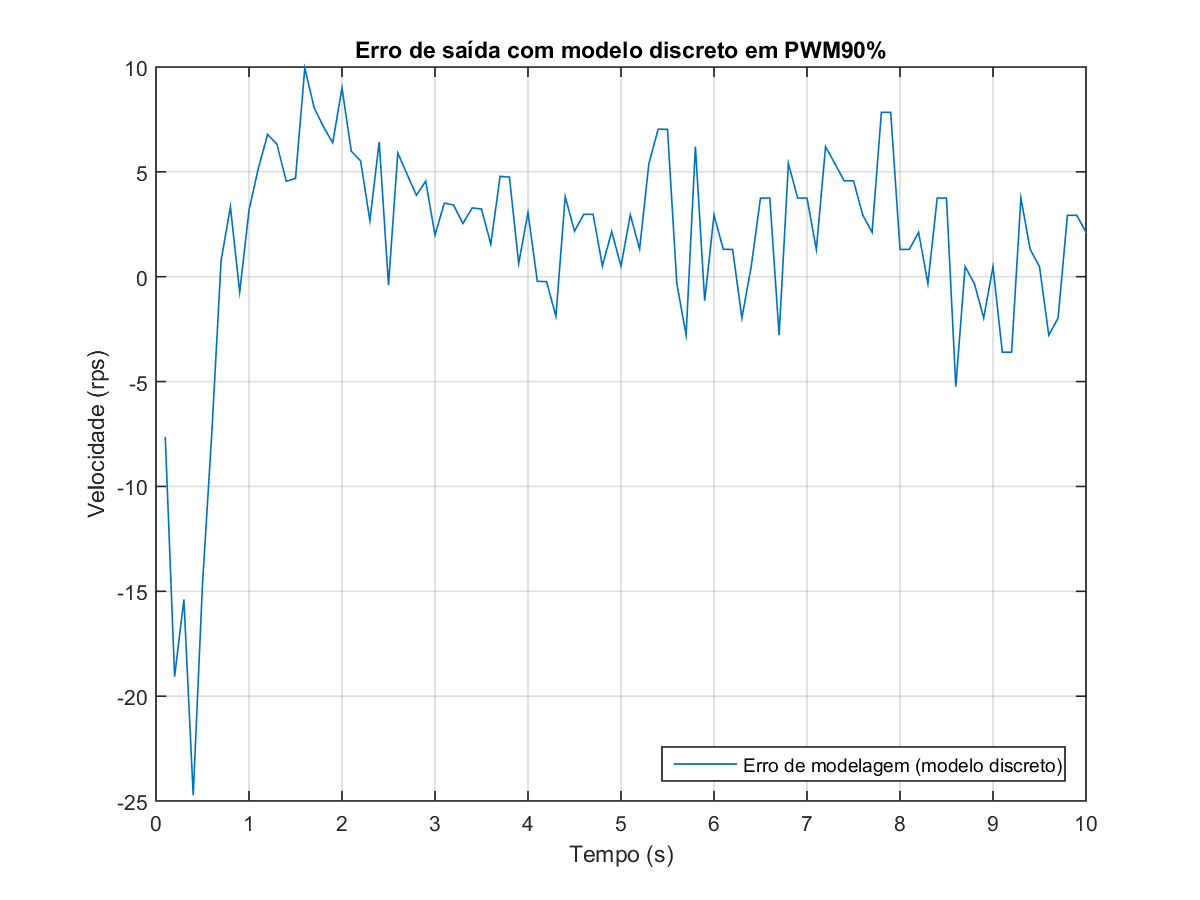 Erro de saída com modelo discreto em PWM90%
10
5
0
-5
-10
-15
-20
-25
Velocidade (rps)
Erro de modelagem (modelo discreto)
0 1 2 3 4 5 6 7 8 9 10
Tempo (s)